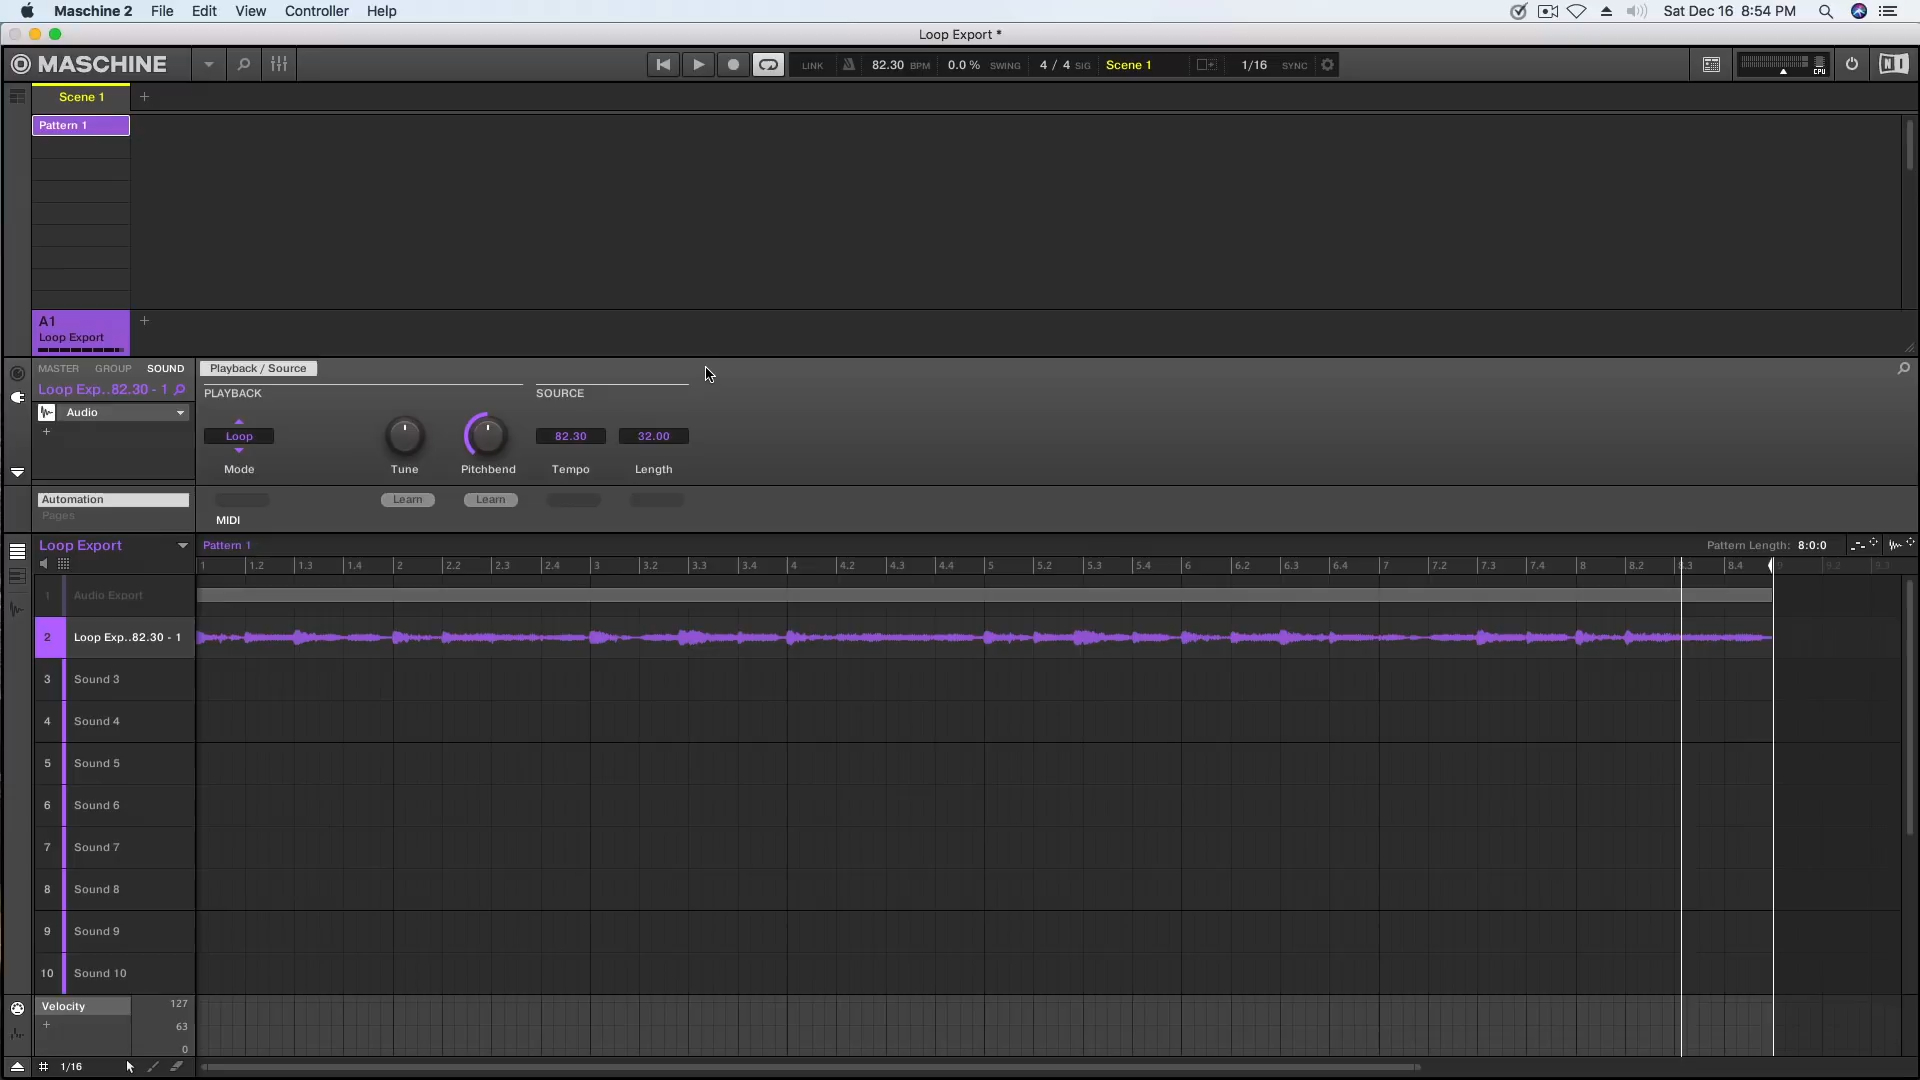 Maschine 2 File Edit View Controller Help Sat Dec 16 8:54 PM
Loop Export *
MASCHINE LINK 82.30 BPM 0.0 % SWING 4 / 4 SIG Scene 1 1/16 SYNC CPU
Scene 1 +
Pattern 1
A1 +
Loop Export
MASTER GROUP SOUND Playback / Source
Loop Exp..82.30 - 1 PLAYBACK SOURCE
Audio
+
Loop 82.30 32.00
Mode Tune Pitchbend Tempo Length
Automation Learn Learn
Pages
MIDI
Loop Export Pattern 1 Pattern Length: 8:0:0
1 1.2 1.3 1.4 2 2.2 2.3 2.4 3 3.2 3.3 3.4 4 4.2 4.3 4.4 5 5.2 5.3 5.4 6 6.2 6.3 6.4 7 7.2 7.3 7.4 8 8.2 8.3 8.4 9 9.2 9.3
1 Audio Export
2 Loop Exp..82.30 - 1
3 Sound 3
4 Sound 4
5 Sound 5
6 Sound 6
7 Sound 7
8 Sound 8
9 Sound 9
10 Sound 10
Velocity 127
+ 63
0
1/16